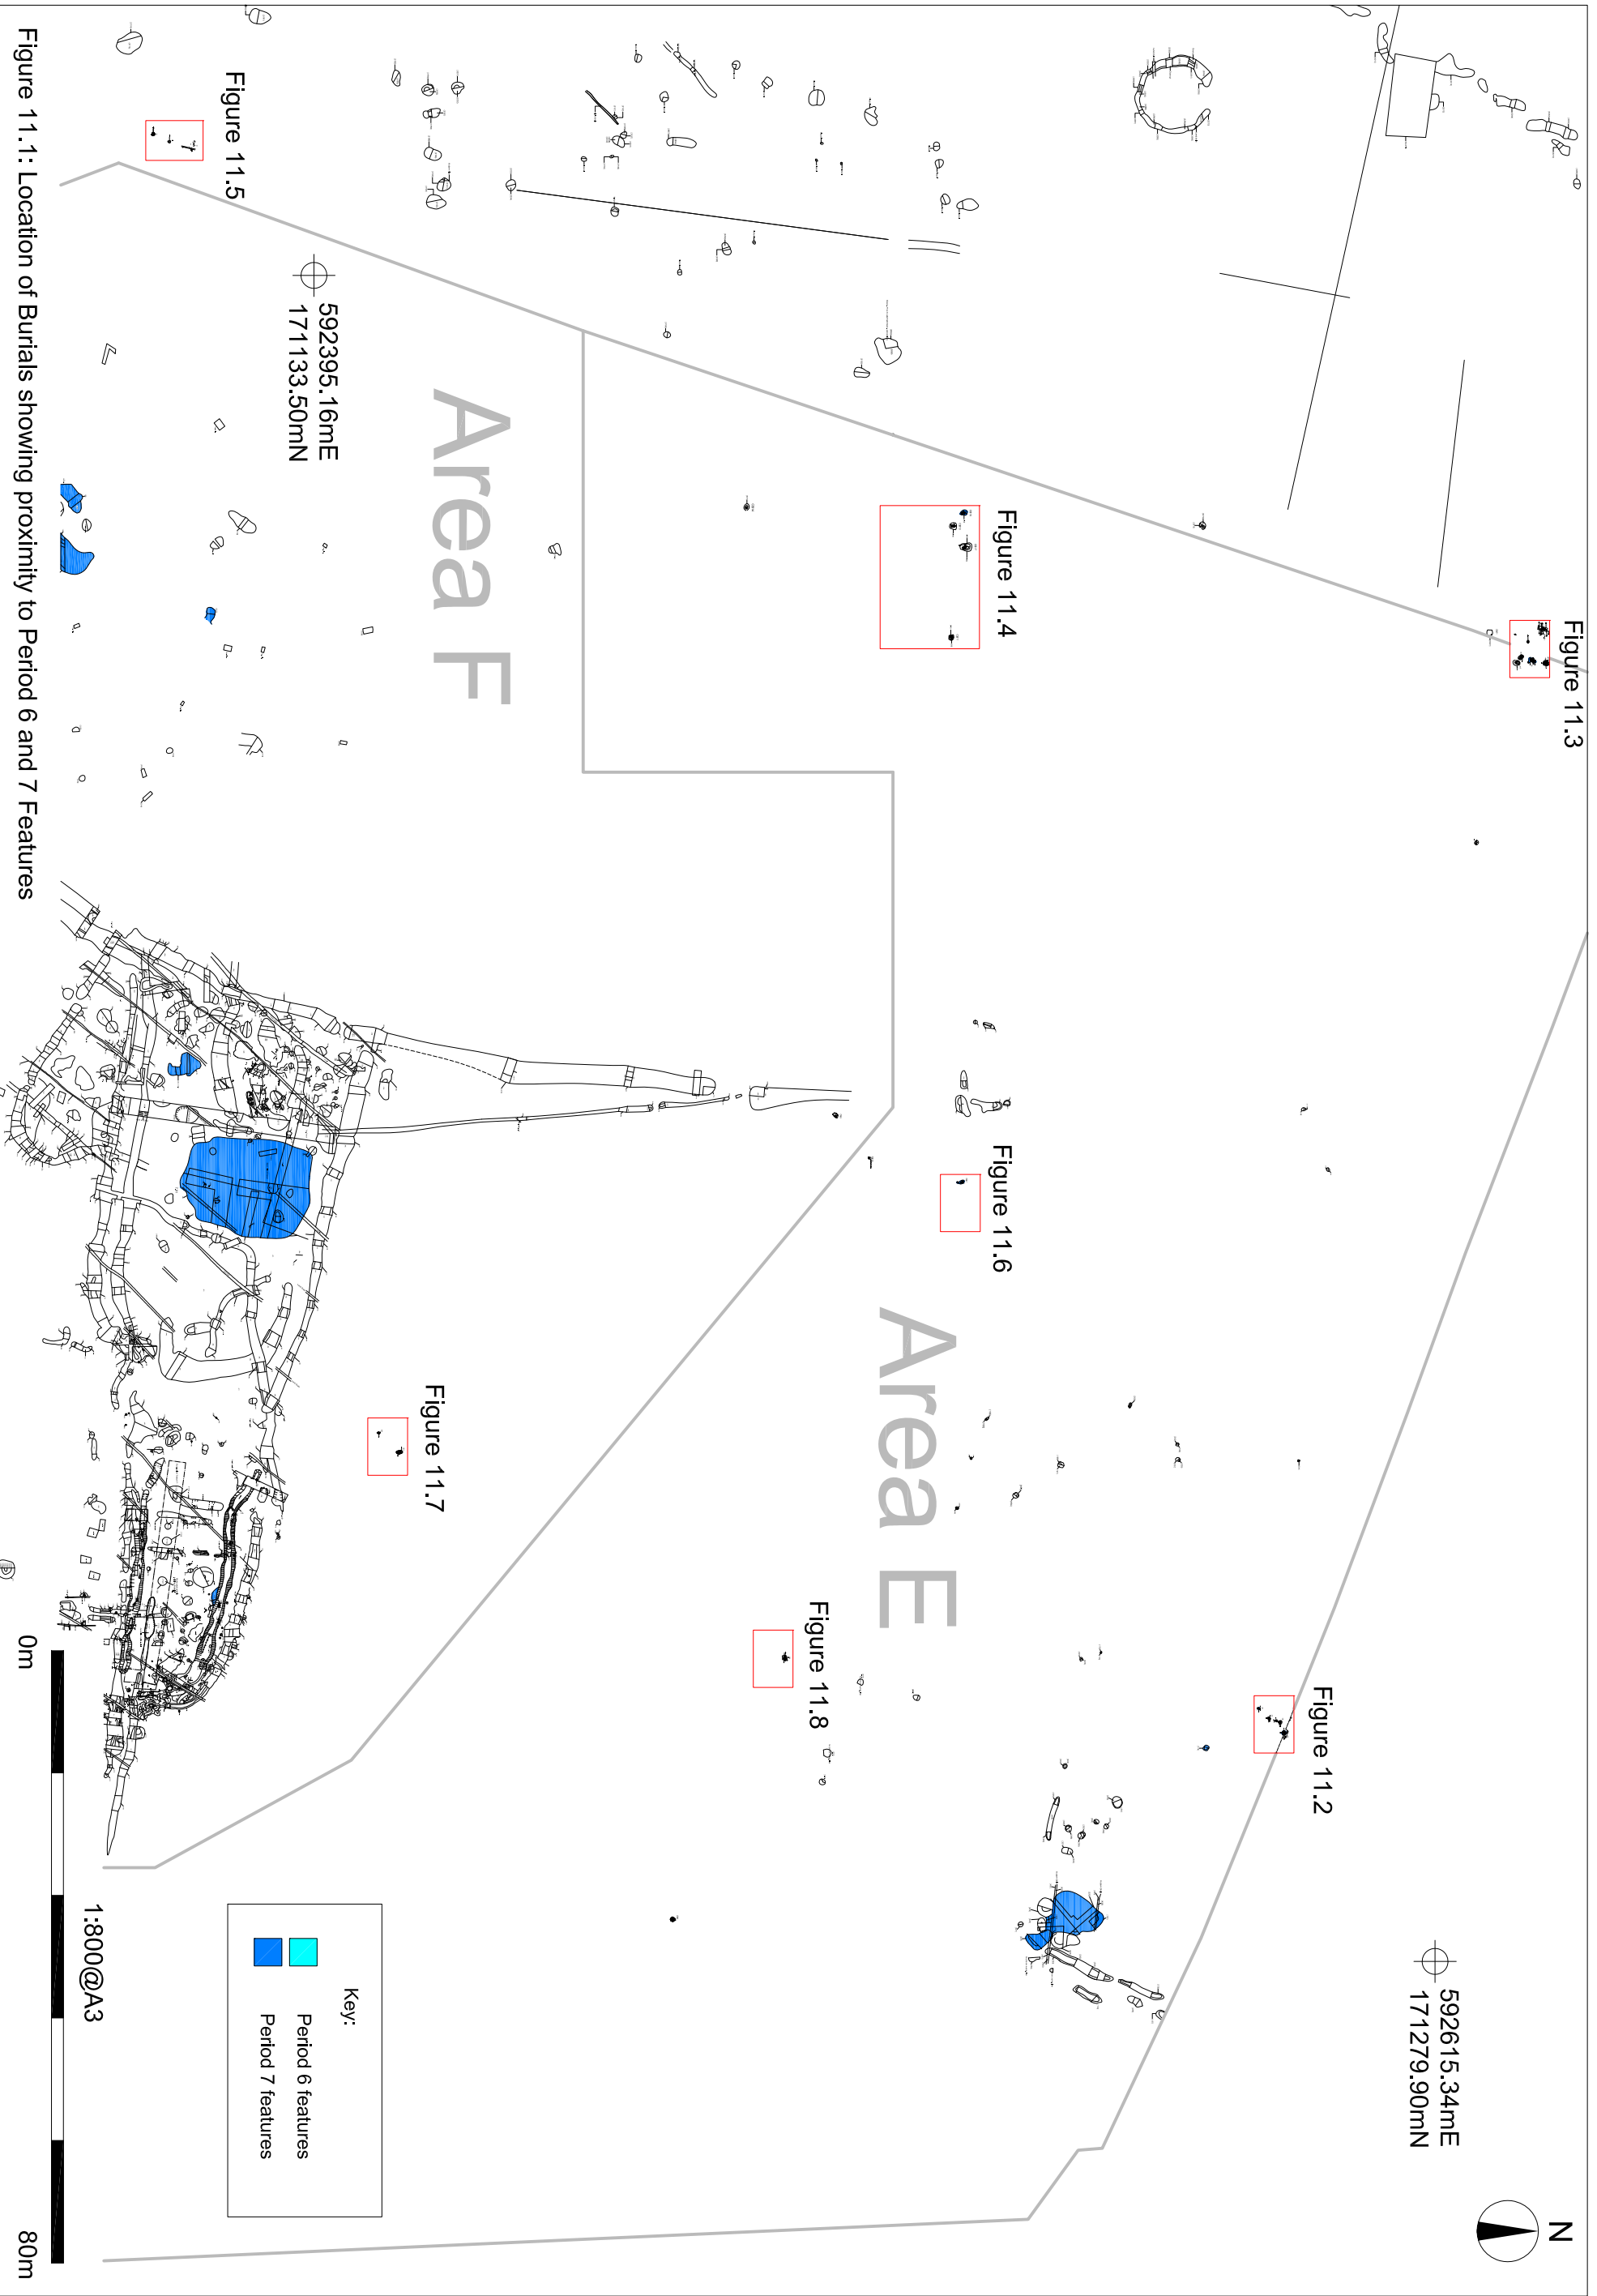 N
592615.34mE
171279.90mN
Figure 11.3
Figure 11.2
Figure 11.4
Figure 11.6
Area E
Figure 11.8
Area F
Figure 11.7
592395.16mE
171133.50mN
Figure 11.5
Key:
Period 6 features
Period 7 features
1:800@A3
0m
80m
Figure 11.1: Location of Burials showing proximity to Period 6 and 7 Features